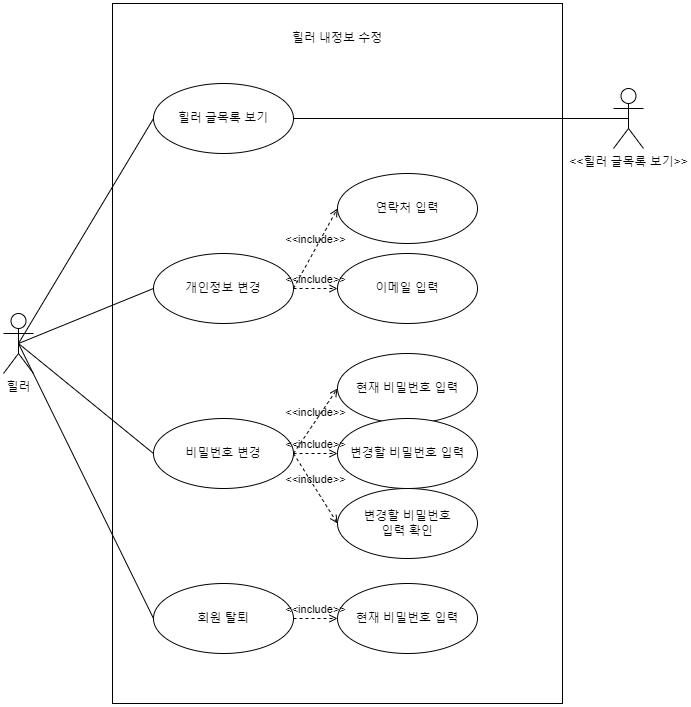 힐러 내정보 수정
힐러 글목록 보기
<<힐러 글목록 보기>>
연락처 입력
<<include>>
개인정보 변경
<<include>>
이메일 입력
힐러
현재 비밀번호 입력
<<include>>
비밀번호 변경
<<include>>
변경할 비밀번호 입력
<<include>>
변경할 비밀번호
입력 확인
회원 탈퇴
<<include>>
현재 비밀번호 입력